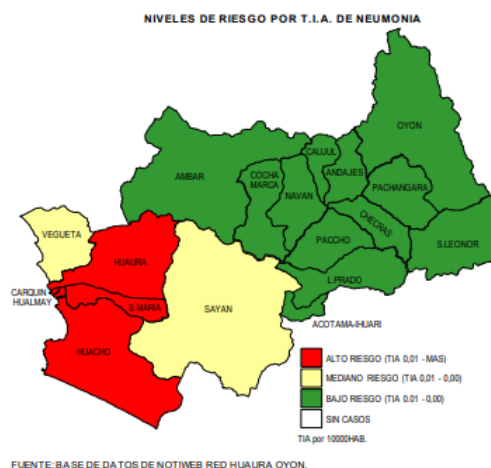 NIVELES DE RIESGO POR T.I.A. DE NEUMONIA
OYON
CAUJUL
ANDAJES
COCHA
MARCA
AMBAR
NAVAN
PACHANGARA
CHECRAS
VEGUETA
PACCHO
S.LEONOR
HUAURA
L.PRADO
CARQUIN
HUALMAY
S.MARIA
SAYAN
ACOTAMA-IHUARI
HUACHO
ALTO RIESGO (TIA 0,01 - MAS)
MEDIANO RIESGO (TIA 0,01 - 0,00)
BAJO RIESGO (TIA 0.01 - 0,00)
SIN CASOS
TIA por 10000HAB.
FUENTE: BASE DE DATOS DE NOTIWEB RED HUAURA OYON.